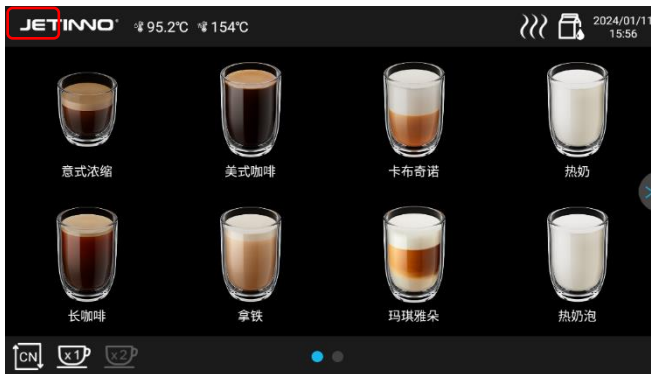 JETINNO 95.2℃ 154℃ 2024/01/11
15:56
意式浓缩 美式咖啡 卡布奇诺 热奶
长咖啡 拿铁 玛琪雅朵 热奶泡
CN x1 x2